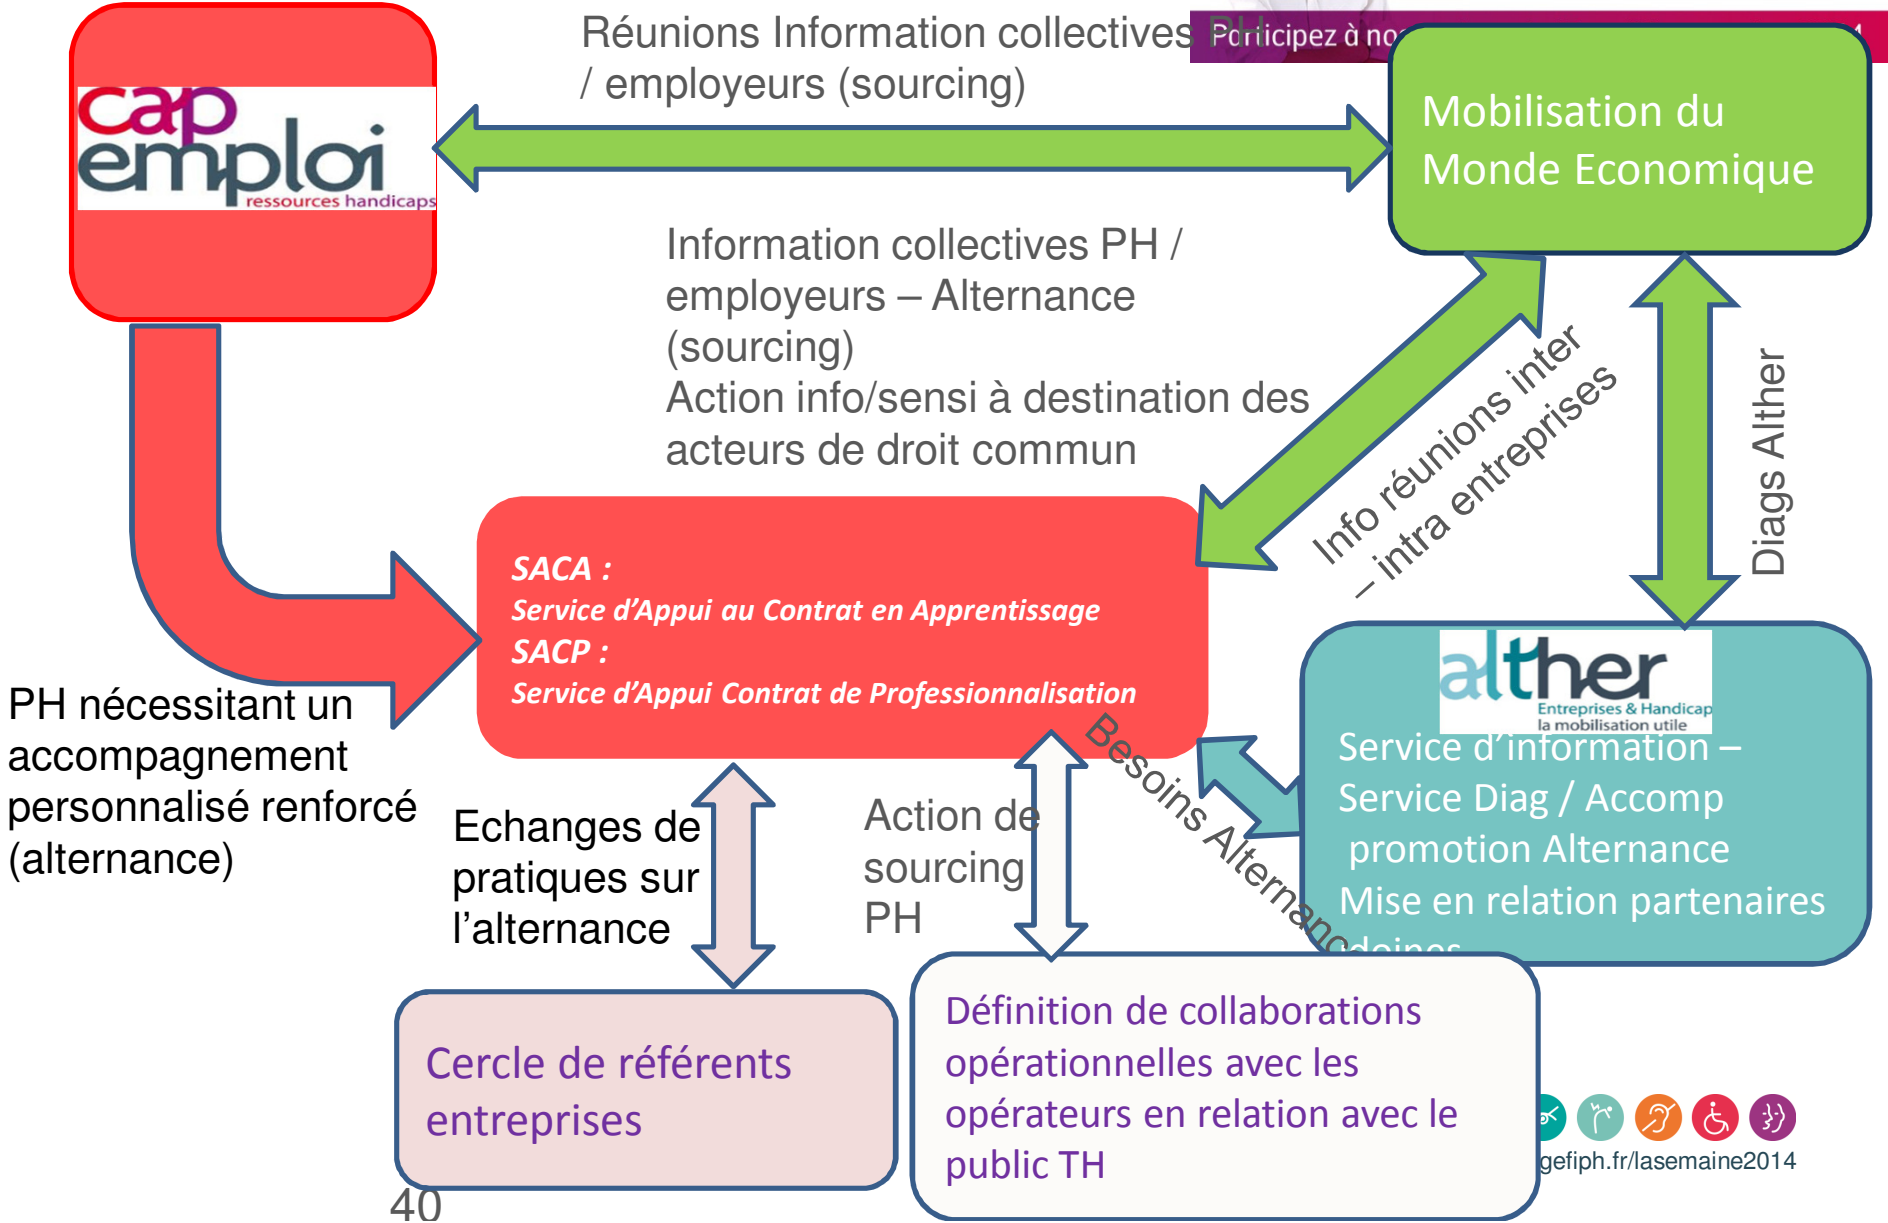 Réunions Information collectives PH
/ employeurs (sourcing)
Participez à nos
cap
emploi
ressources handicaps
Mobilisation du
Monde Economique
Information collectives PH /
employeurs – Alternance
(sourcing)
Action info/sensi à destination des
acteurs de droit commun
Info réunions inter
– intra entreprises
Diags Alther
SACA :
Service d’Appui au Contrat en Apprentissage
SACP :
Service d’Appui Contrat de Professionnalisation
PH nécessitant un
accompagnement
personnalisé renforcé
(alternance)
alther
Entreprises & Handicap
la mobilisation utile
Service d’information –
Service Diag / Accomp
promotion Alternance
Mise en relation partenaires
idoines
Besoins Alternanc
Echanges de
pratiques sur
l’alternance
Action de
sourcing
PH
Cercle de référents
entreprises
Définition de collaborations
opérationnelles avec les
opérateurs en relation avec le
public TH
gefiph.fr/lasemaine2014
40